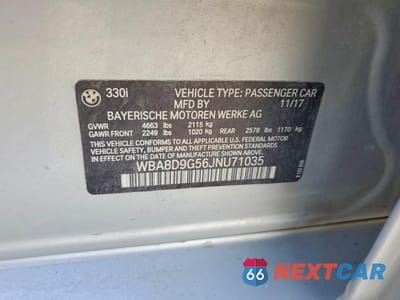 330i VEHICLE TYPE: PASSENGER CAR
MFD BY 11/17
BAYERISCHE MOTOREN WERKE AG
GVWR 4663 lbs 2115 kg
GAWR FRONT 2249 lbs 1020 kg REAR 2579 lbs 1170 kg
THIS VEHICLE CONFORMS TO ALL APPLICABLE
FEDERAL MOTOR VEHICLE SAFETY, BUMPER, AND
THEFT PREVENTION STANDARDS IN EFFECT ON THE
DATE OF MANUFACTURE SHOWN ABOVE.
WBA8D9G56JNU71035
66 NEXTCAR